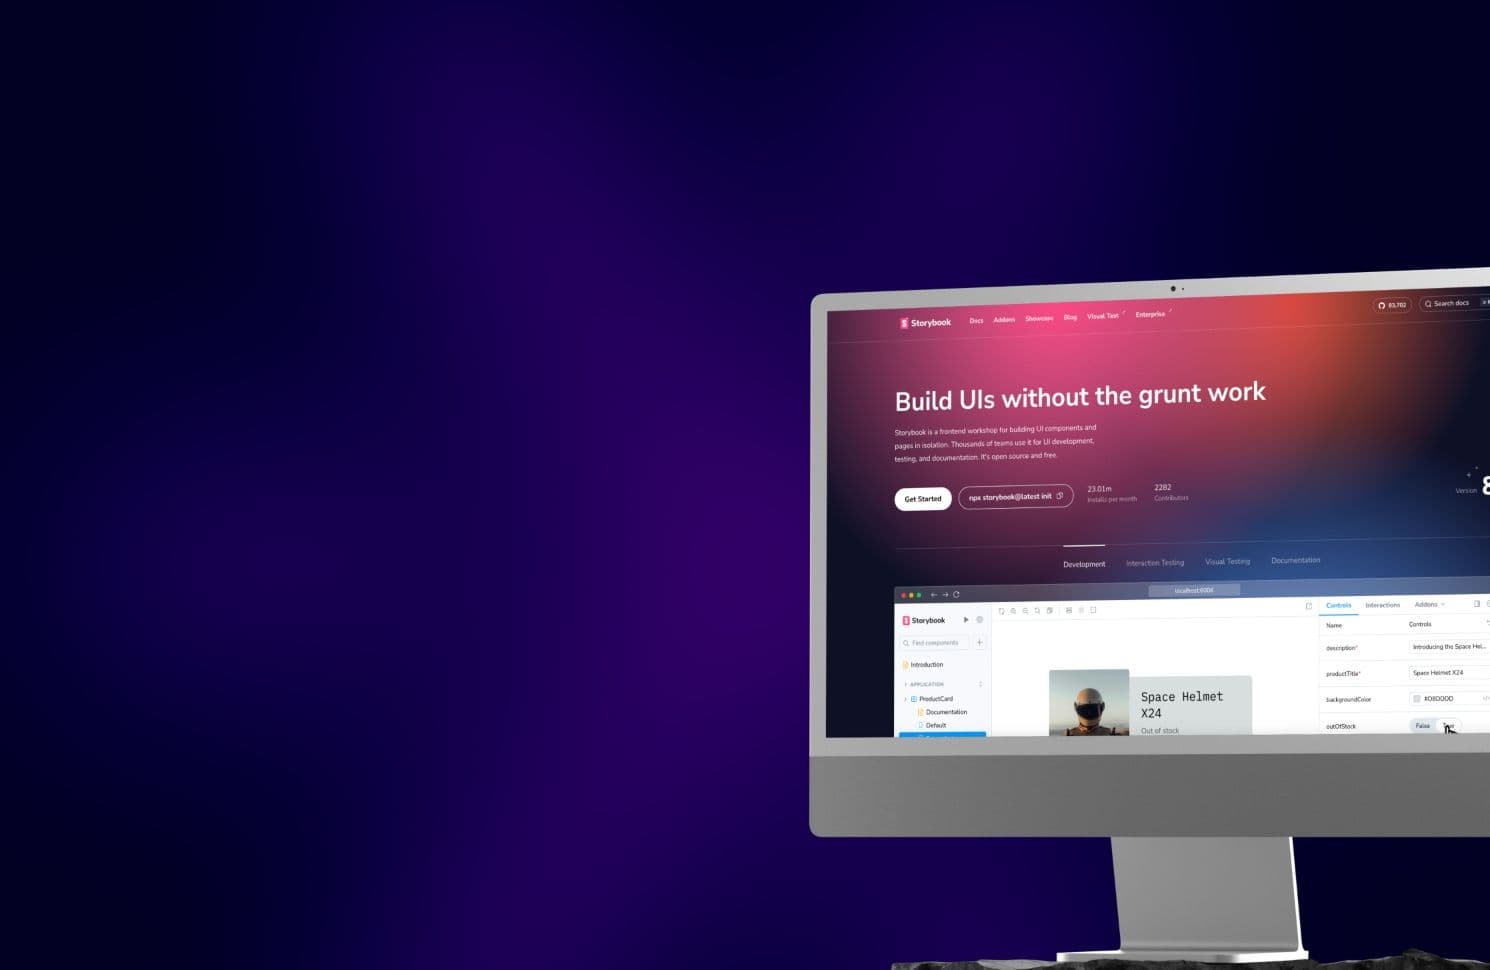 Storybook Docs Addons Showcase Blog Visual Test Enterprise
83,702 Search docs
Build UIs without the grunt work
Storybook is a frontend workshop for building UI components and
pages in isolation. Thousands of teams use it for UI development,
testing, and documentation. It's open source and free.
Get Started
npx storybook@latest init
23.01m
Installs per month
2282
Contributors
Version 8
Development Interaction Testing Visual Testing Documentation
localhost:6006
Storybook
Find components
Introduction
APPLICATION
ProductCard
Documentation
Default
Space Helmet
X24
Out of stock
Controls Interactions Addons
Name Controls
description* Introducing the Space Hel...
productTitle* Space Helmet X24
backgroundColor
outOfStock False